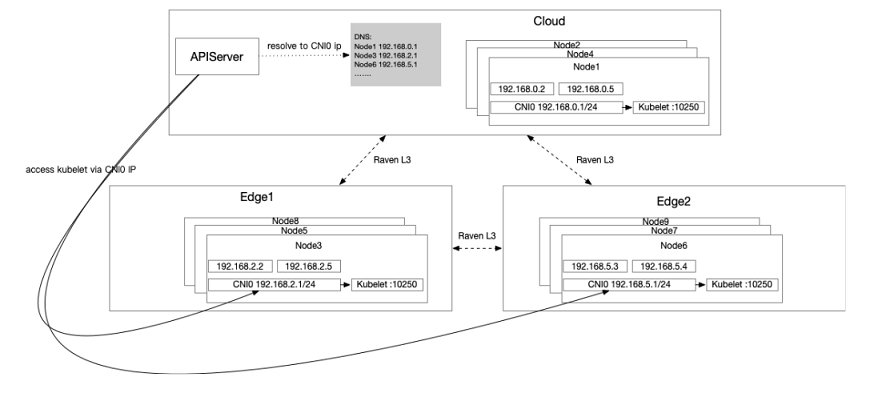 Cloud
APIServer
resolve to CNI0 ip
DNS:
Node1 192.168.0.1
Node3 192.168.2.1
Node6 192.168.5.1
.......
Node2
Node4
Node1
192.168.0.2
192.168.0.5
CNI0 192.168.0.1/24
Kubelet :10250
Raven L3
Raven L3
access kubelet via CNI0 IP
Edge1
Node8
Node5
Node3
192.168.2.2
192.168.2.5
CNI0 192.168.2.1/24
Kubelet :10250
Raven L3
Edge2
Node9
Node7
Node6
192.168.5.3
192.168.5.4
CNI0 192.168.5.1/24
Kubelet :10250